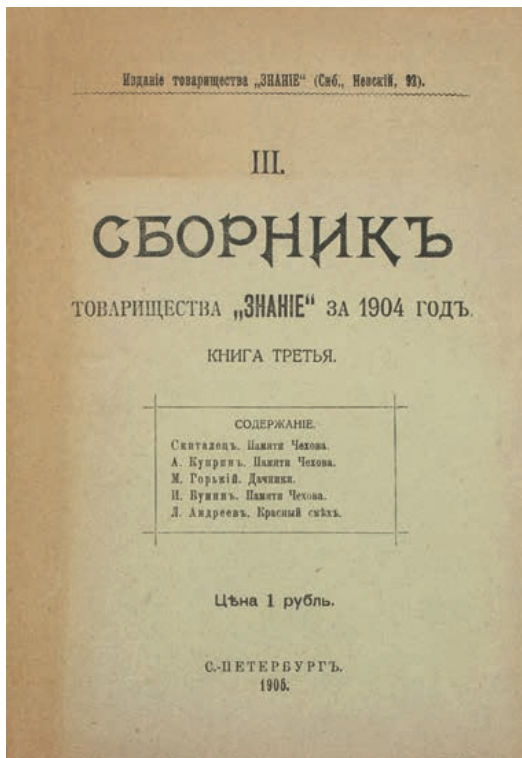 Изданіе товарищества „ЗНАНІЕ“ (Спб., Невскій, 92).
III.
СБОРНИКЪ
ТОВАРИЩЕСТВА „ЗНАНІЕ“ ЗА 1904 ГОДЪ.
КНИГА ТРЕТЬЯ.
СОДЕРЖАНІЕ.
Скиталецъ. Памяти Чехова.
А. Купринъ. Памяти Чехова.
М. Горькій. Дачники.
И. Бунинъ. Памяти Чехова.
Л. Андреевъ. Красный смѣхъ.
Цѣна 1 рубль.
С.-ПЕТЕРБУРГЪ.
1905.